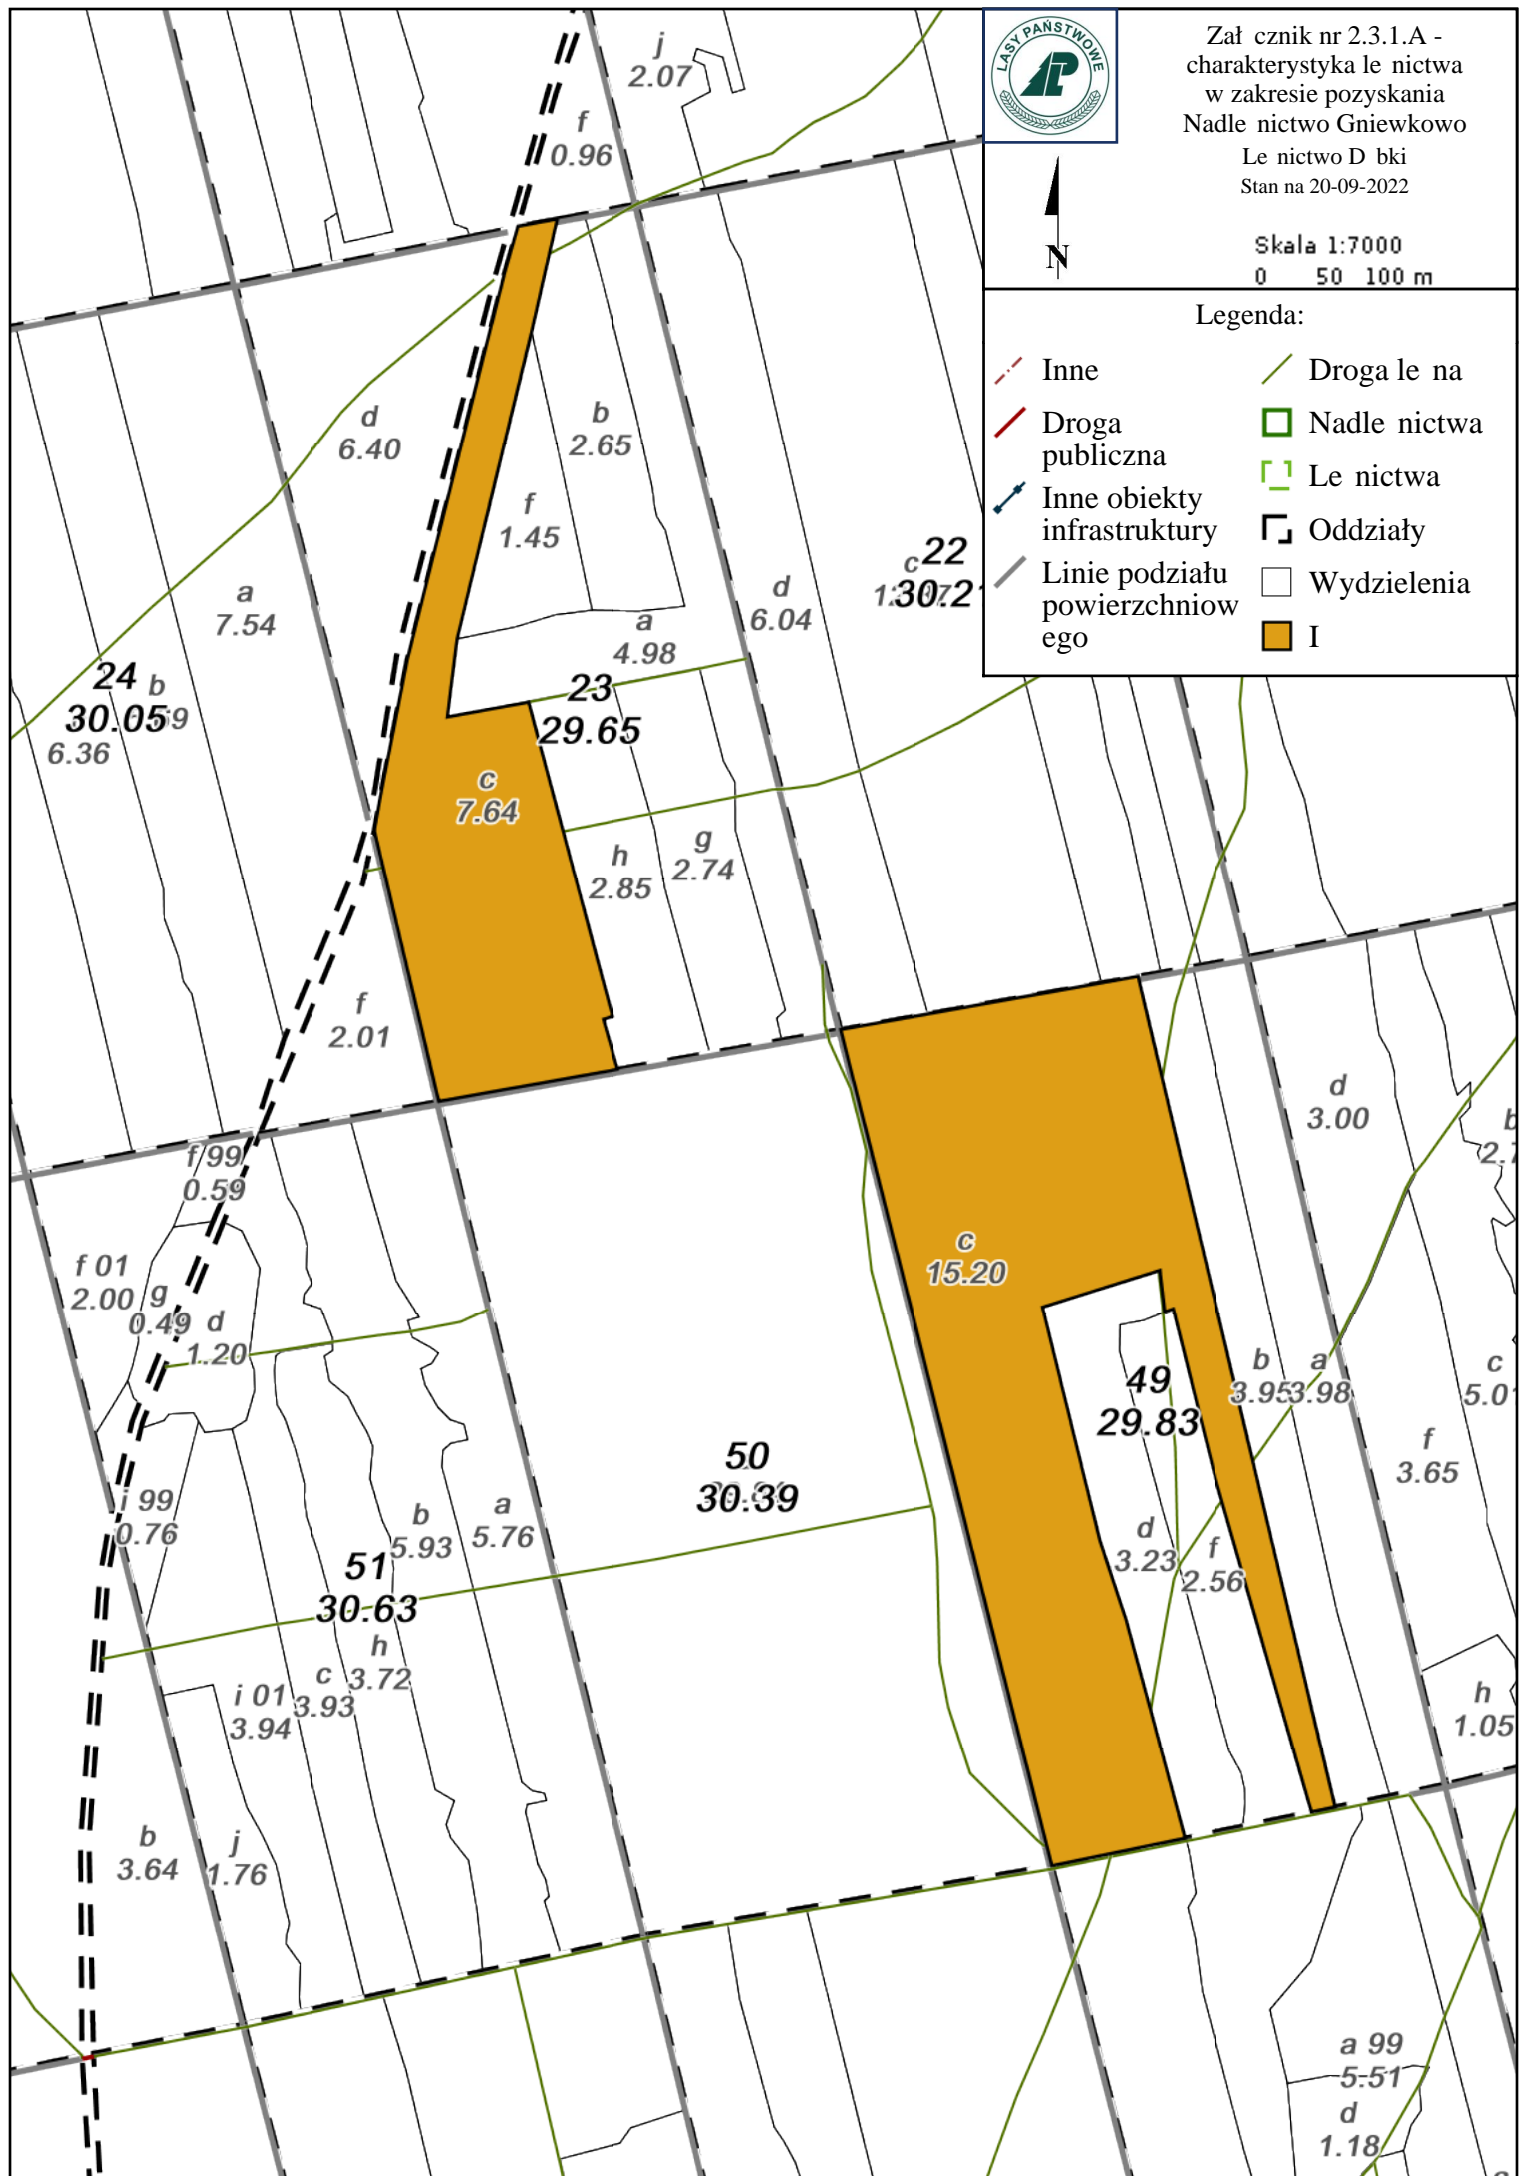 LASY PAŃSTWOWE
Zał cznik nr 2.3.1.A -
charakterystyka le nictwa
w zakresie pozyskania
Nadle nictwo Gniewkowo
Le nictwo D bki
Stan na 20-09-2022
N
Skala 1:7000
0 50 100 m
Legenda:
Inne
Droga
publiczna
Inne obiekty
infrastruktury
Linie podziału
powierzchniow
ego
Droga le na
Nadle nictwa
Le nictwa
Oddziały
Wydzielenia
I
j
2.07
f
0.96
d
6.40
b
2.65
f
1.45
a
7.54
a
4.98
d
6.04
22
c
30.2
24
b
30.05
6.36
23
29.65
c
7.64
h
2.85
g
2.74
f
2.01
d
3.00
b
f 99
0.59
f 01
2.00
g
0.49
d
1.20
c
15.20
49
29.83
b
3.95
a
3.98
c
5.01
f
3.65
50
30.39
i 99
0.76
b
5.93
a
5.76
51
30.63
d
3.23
f
2.56
h
3.72
c
3.93
i 01
3.94
h
1.05
b
3.64
j
1.76
a 99
5.51
d
1.18